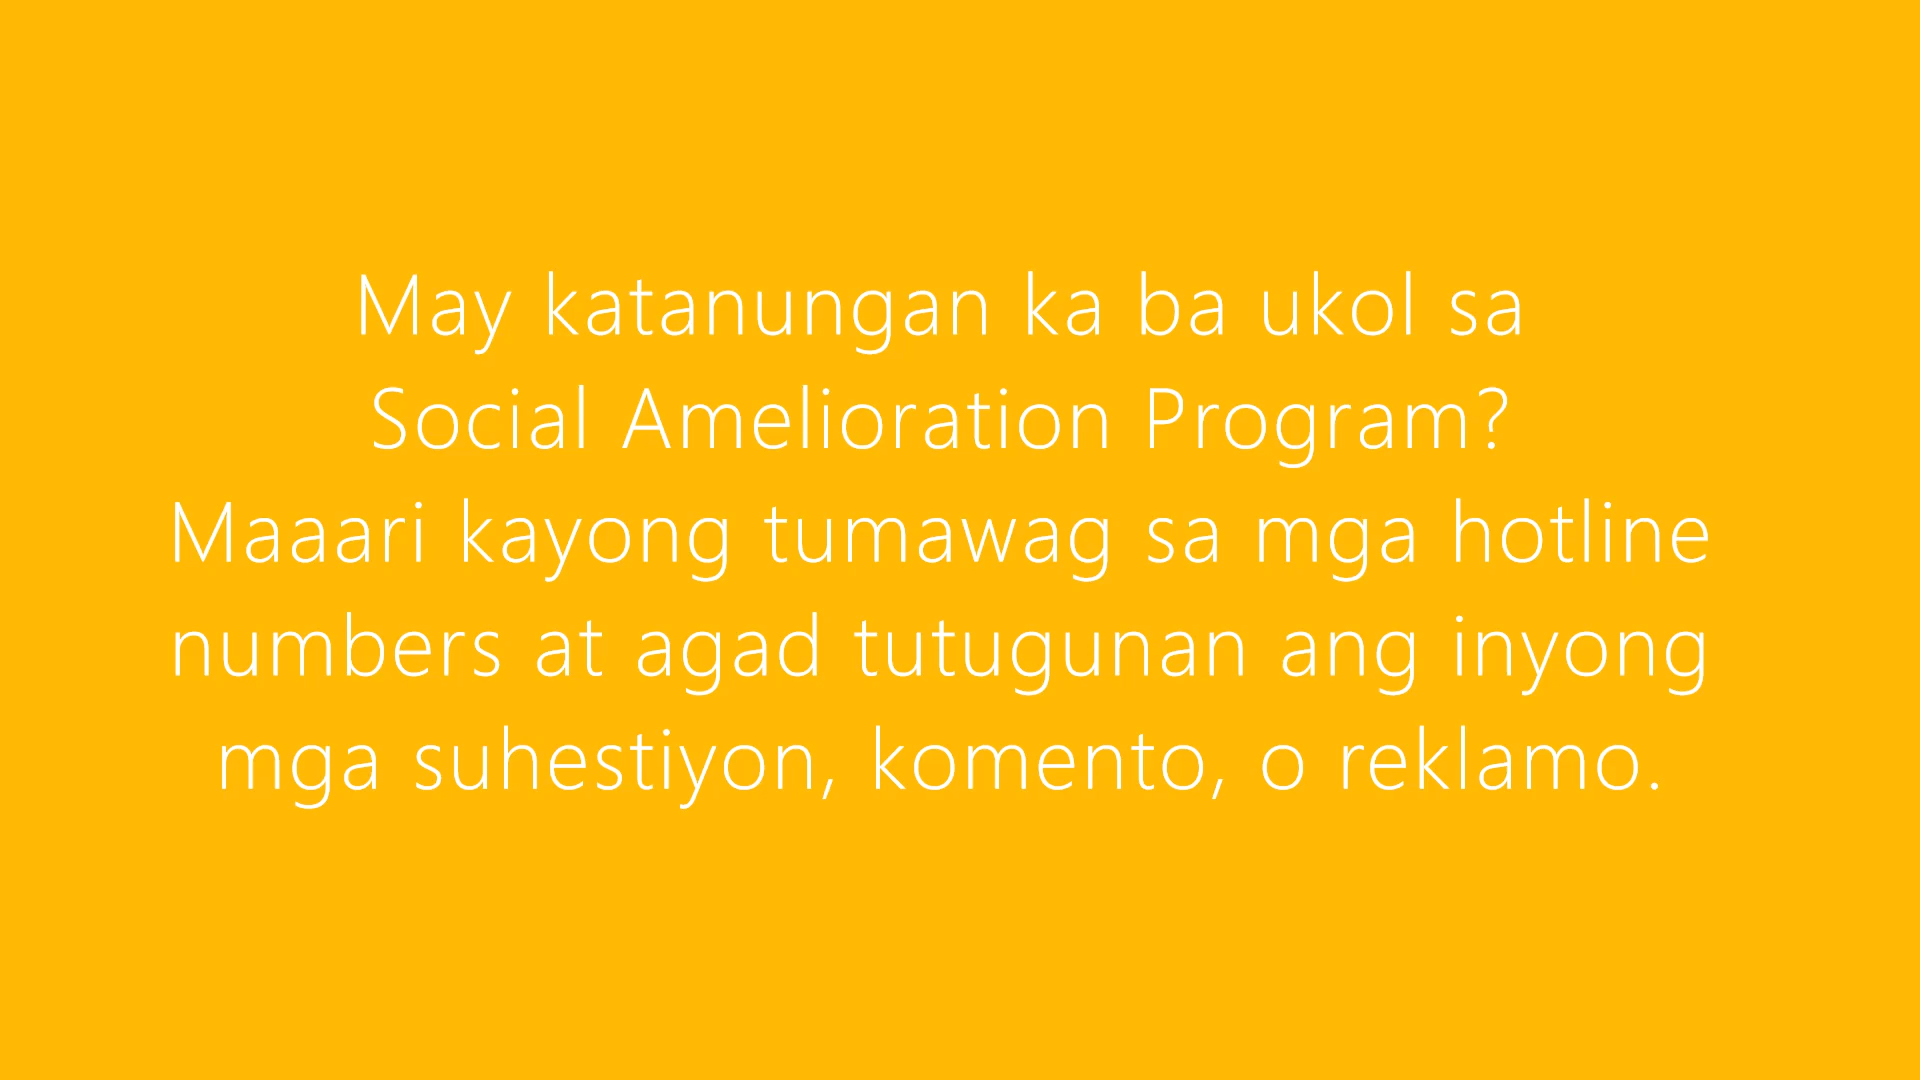 May katanungan ka ba ukol sa
Social Amelioration Program?
Maaari kayong tumawag sa mga hotline
numbers at agad tutugunan ang inyong
mga suhestiyon, komento, o reklamo.